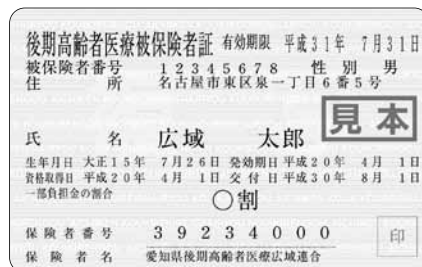 後期高齢者医療被保険者証 有効期限 平成31年 7月31日
被保険者番号 12345678 性別 男
住所 名古屋市東区泉一丁目6番5号
見本
氏名 広域 太郎
生年月日 大正15年 7月26日 発効期日 平成20年 4月 1日
資格取得日 平成20年 4月 1日 交付日 平成30年 8月 1日
一部負担金の割合
〇割
保険者番号 39234000
印
保険者名 愛知県後期高齢者医療広域連合